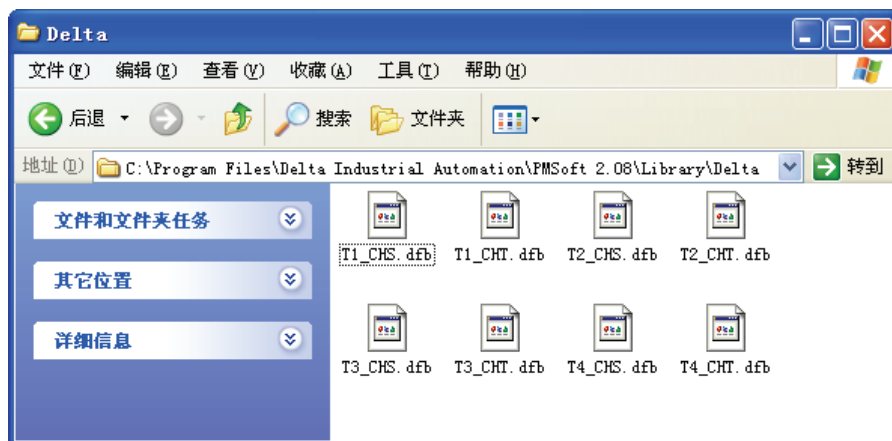 Delta
文件(F) 编辑(E) 查看(V) 收藏(A) 工具(T) 帮助(H)
后退 搜索 文件夹
地址(D) C:\Program Files\Delta Industrial Automation\PMSoft 2.08\Library\Delta 转到
文件和文件夹任务
其它位置
详细信息
T1_CHS.dfb T1_CHT.dfb T2_CHS.dfb T2_CHT.dfb
T3_CHS.dfb T3_CHT.dfb T4_CHS.dfb T4_CHT.dfb